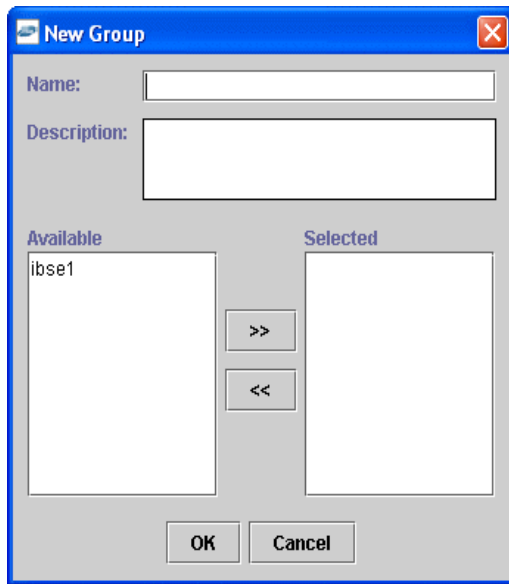 New Group
Name:
Description:
Available Selected
ibse1
>>
<<
OK Cancel